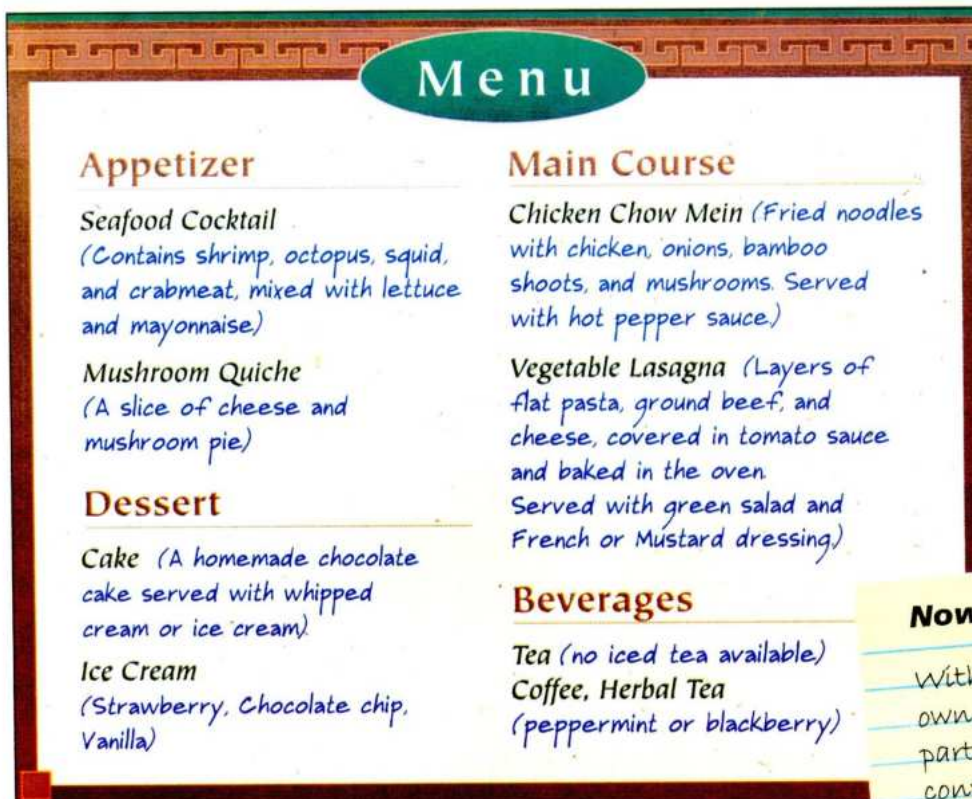 Menu
Appetizer
Seafood Cocktail
(Contains shrimp, octopus, squid,
and crabmeat, mixed with lettuce
and mayonnaise)
Mushroom Quiche
(A slice of cheese and
mushroom pie)
Dessert
Cake (A homemade chocolate
cake served with whipped
cream or ice cream)
Ice Cream
(Strawberry, Chocolate chip,
Vanilla)
Main Course
Chicken Chow Mein (Fried noodles
with chicken, onions, bamboo
shoots, and mushrooms. Served
with hot pepper sauce.)
Vegetable Lasagna (Layers of
flat pasta, ground beef, and
cheese, covered in tomato sauce
and baked in the oven.
Served with green salad and
French or Mustard dressing.)
Beverages
Tea (no iced tea available)
Coffee, Herbal Tea
(peppermint or blackberry)
Now
own
part